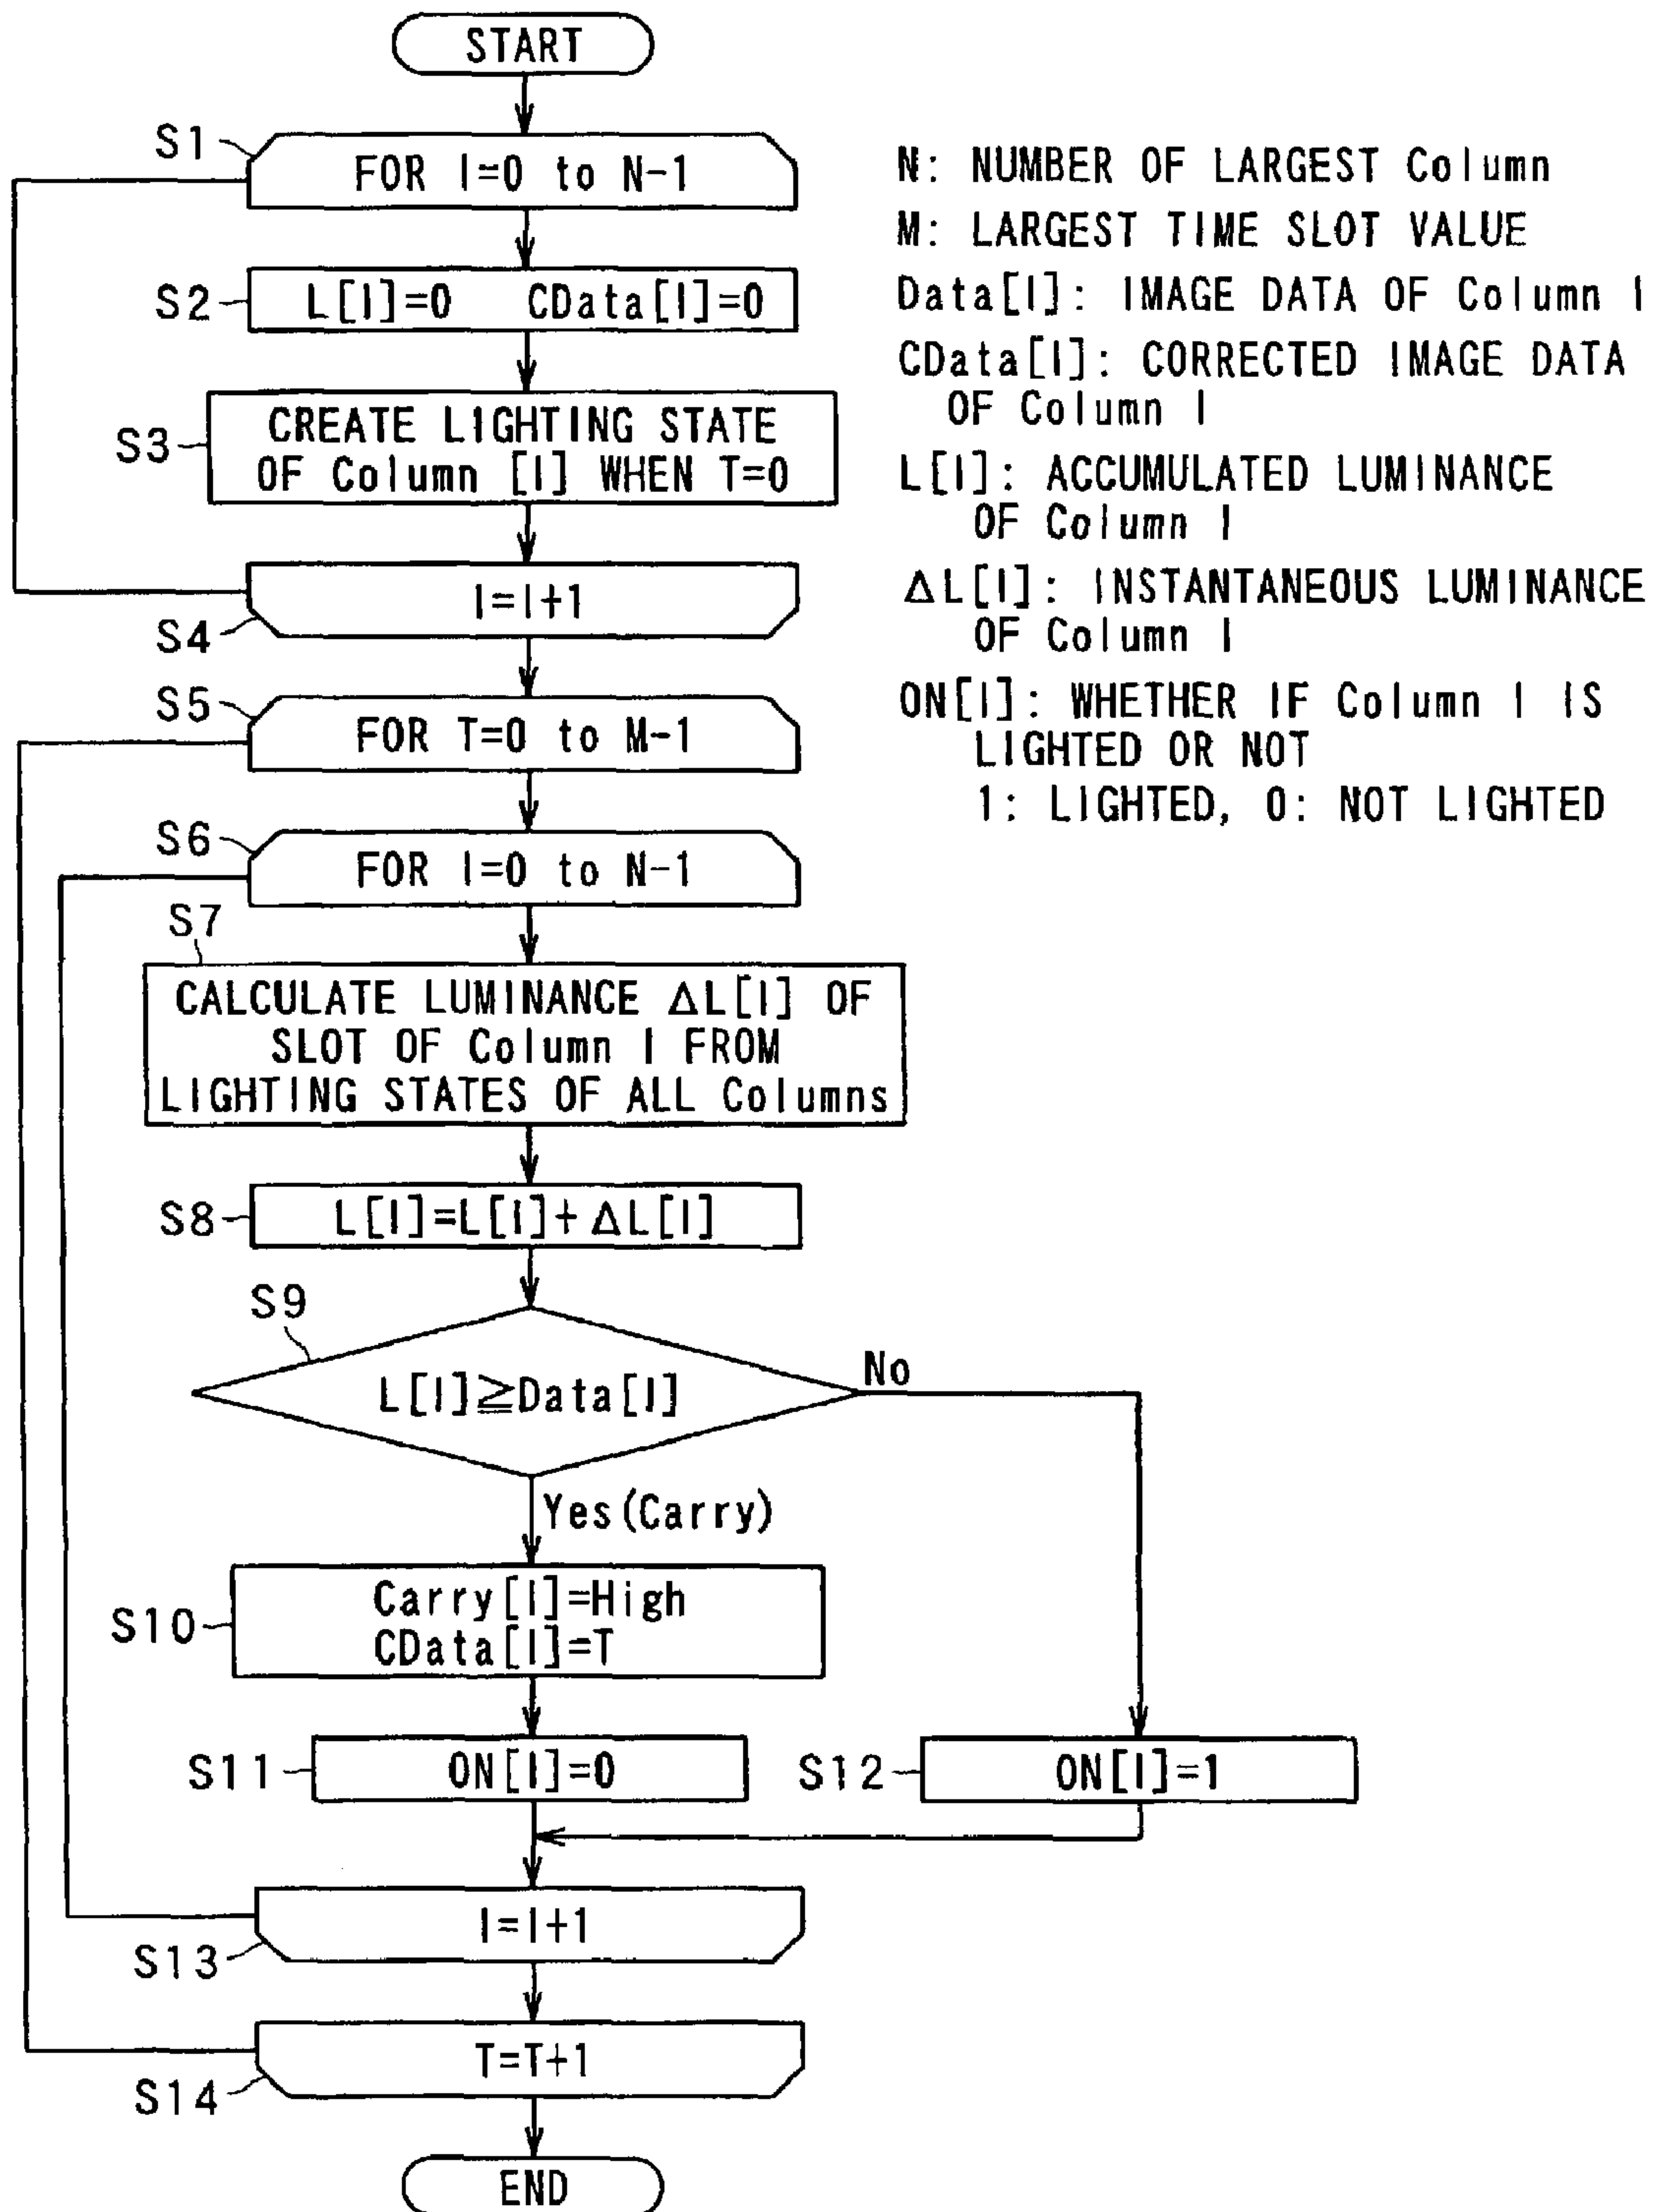 START
S1
FOR I=0 to N-1
S2
L[I]=0 CData[I]=0
S3
CREATE LIGHTING STATE
OF Column [I] WHEN T=0
I=I+1
S4
S5
FOR T=0 to M-1
S6
FOR I=0 to N-1
S7
CALCULATE LUMINANCE ΔL[I] OF
SLOT OF Column I FROM
LIGHTING STATES OF ALL Columns
S8
L[I]=L[I]+ΔL[I]
S9
L[I]≧Data[I]
No
Yes(Carry)
S10
Carry[I]=High
CData[I]=T
S11
ON[I]=0
S12
ON[I]=1
I=I+1
S13
T=T+1
S14
END
N: NUMBER OF LARGEST Column
M: LARGEST TIME SLOT VALUE
Data[I]: IMAGE DATA OF Column I
CData[I]: CORRECTED IMAGE DATA
OF Column I
L[I]: ACCUMULATED LUMINANCE
OF Column I
ΔL[I]: INSTANTANEOUS LUMINANCE
OF Column I
ON[I]: WHETHER IF Column I IS
LIGHTED OR NOT
1: LIGHTED, 0: NOT LIGHTED